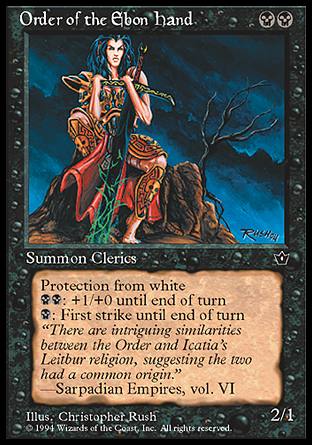 Order of the Ebon Hand
RUSH 94
Summon Clerics
Protection from white
: +1/+0 until end of turn
: First strike until end of turn
"There are intriguing similarities
between the Order and Icatia's
Leitbur religion, suggesting the two
had a common origin."
—Sarpadian Empires, vol. VI
Illus. Christopher Rush
© 1994 Wizards of the Coast, Inc. All rights reserved.
2/1